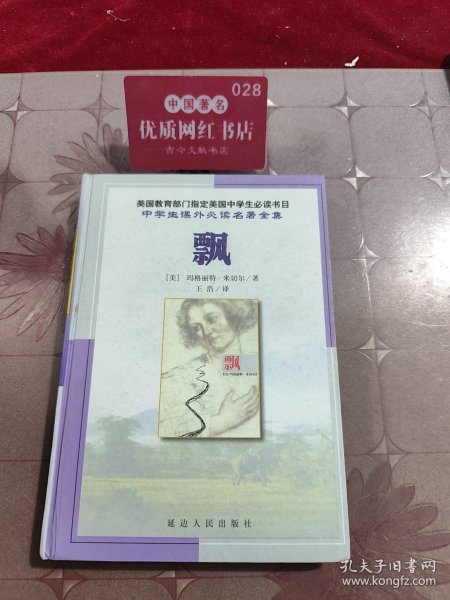 028
中国著名
优质网红书店
古今文献书店
美国教育部门指定美国中学生必读书目
中学生课外必读名著全集
飘
[美] 玛格丽特·米切尔/著
王浩/译
飘
延边人民出版社
孔夫子旧书网
www.kongfz.com